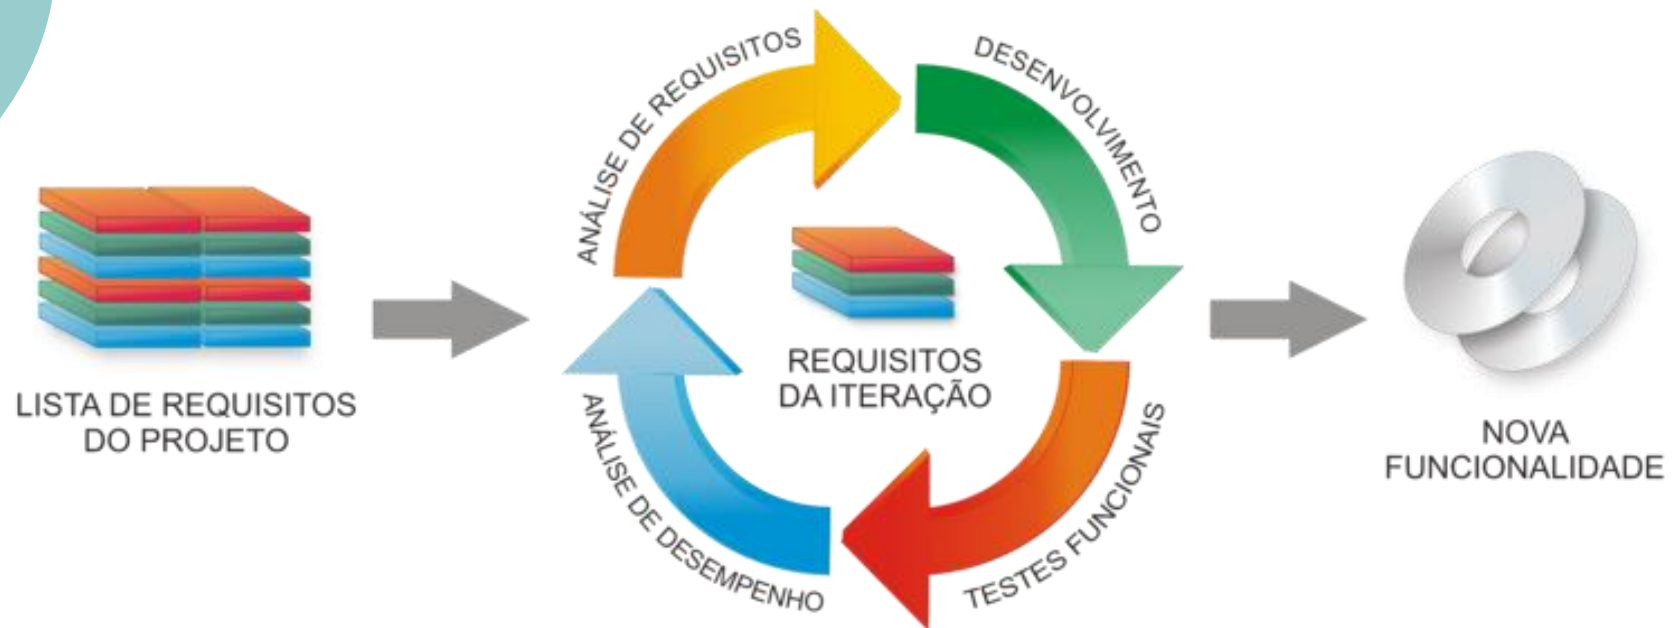 LISTA DE REQUISITOS
DO PROJETO
ANÁLISE DE REQUISITOS
DESENVOLVIMENTO
TESTES FUNCIONAIS
ANÁLISE DE DESEMPENHO
REQUISITOS
DA ITERAÇÃO
NOVA
FUNCIONALIDADE